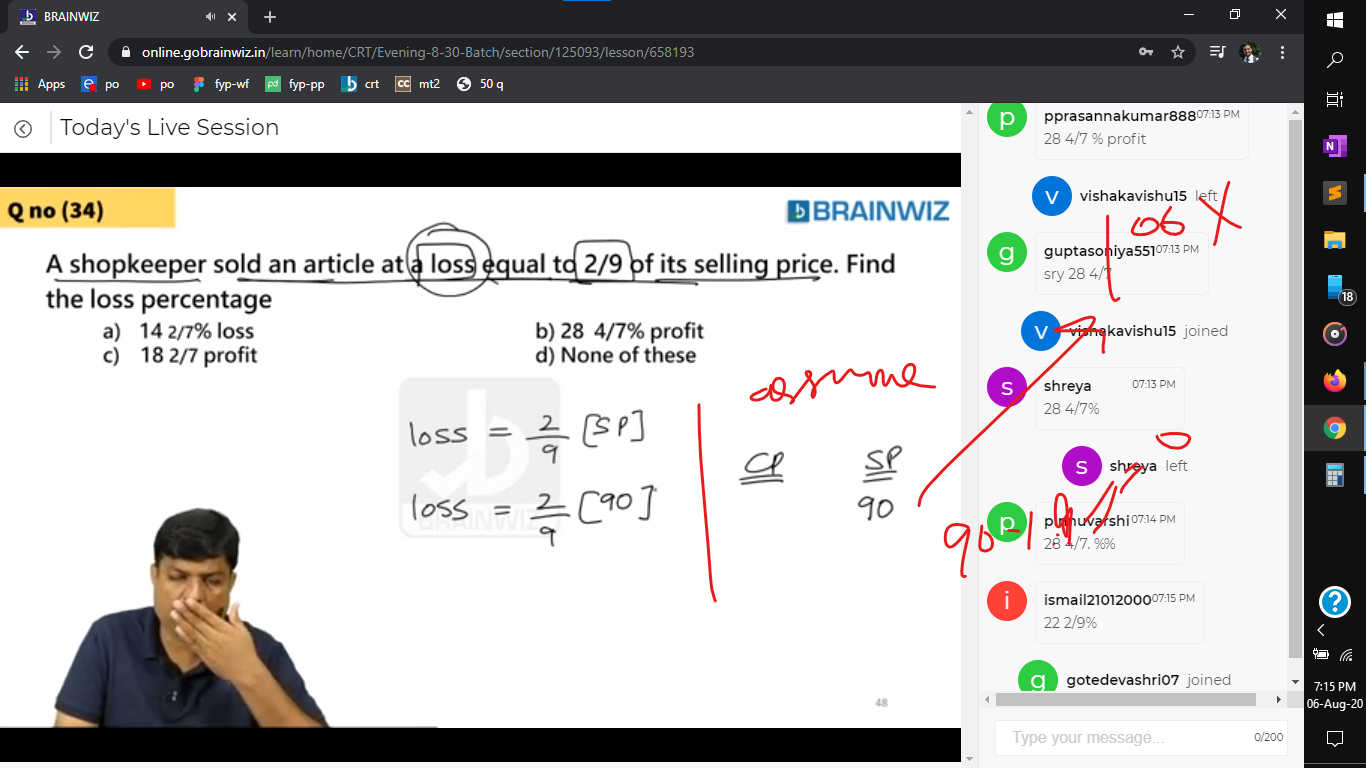 BRAINWIZ
online.gobrainwiz.in/learn/home/CRT/Evening-8-30-Batch/section/125093/lesson/658193
Apps po po fyp-wf fyp-pp crt mt2 50 q
Today's Live Session
Q no (34)
BRAINWIZ
A shopkeeper sold an article at a loss equal to 2/9 of its selling price. Find
the loss percentage
a) 14 2/7% loss
b) 28 4/7% profit
c) 18 2/7 profit
d) None of these
assume
loss = 2/9 [SP]
CP SP
loss = 2/9 [90]
90
BRAINWIZ
48
pprasannakumar888 07:13 PM
28 4/7 % profit
vishakavishu15 left
guptasoniya551 07:13 PM
sry 28 4/7
vishakavishu15 joined
shreya 07:13 PM
28 4/7%
shreya left
07:14 PM
28 4/7. %%
ismail21012000 07:15 PM
22 2/9%
gotedevashri07 joined
Type your message... 0/200
18
7:15 PM
06-Aug-20